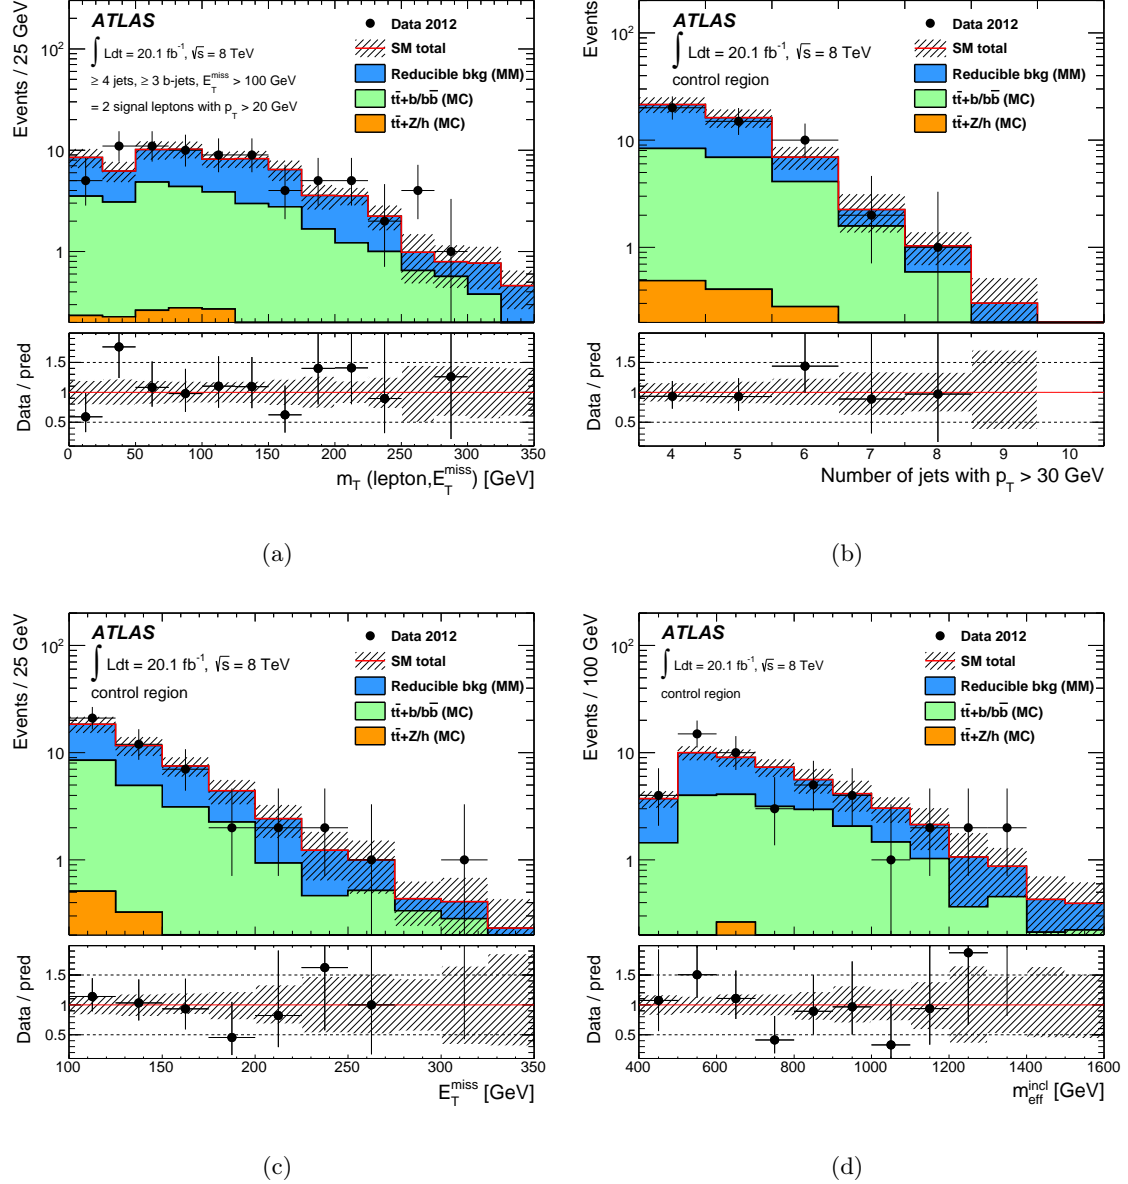 ATLAS
∫ Ldt = 20.1 fb⁻¹, √s = 8 TeV
≥ 4 jets, ≥ 3 b-jets, E_T^miss > 100 GeV
= 2 signal leptons with p_T > 20 GeV
Data 2012
SM total
Reducible bkg (MM)
tt̄+b/bb̄ (MC)
tt̄+Z/h (MC)
Events / 25 GeV
10²
10
1
Data / pred
1.5
1
0.5
0 50 100 150 200 250 300 350
m_T (lepton,E_T^miss) [GeV]
(a)
ATLAS
∫ Ldt = 20.1 fb⁻¹, √s = 8 TeV
control region
Data 2012
SM total
Reducible bkg (MM)
tt̄+b/bb̄ (MC)
tt̄+Z/h (MC)
Events
10²
10
1
Data / pred
1.5
1
0.5
4 5 6 7 8 9 10
Number of jets with p_T > 30 GeV
(b)
ATLAS
∫ Ldt = 20.1 fb⁻¹, √s = 8 TeV
control region
Data 2012
SM total
Reducible bkg (MM)
tt̄+b/bb̄ (MC)
tt̄+Z/h (MC)
Events / 25 GeV
10²
10
1
Data / pred
1.5
1
0.5
100 150 200 250 300 350
E_T^miss [GeV]
(c)
ATLAS
∫ Ldt = 20.1 fb⁻¹, √s = 8 TeV
control region
Data 2012
SM total
Reducible bkg (MM)
tt̄+b/bb̄ (MC)
tt̄+Z/h (MC)
Events / 100 GeV
10²
10
1
Data / pred
1.5
1
0.5
400 600 800 1000 1200 1400 1600
m_eff^incl [GeV]
(d)